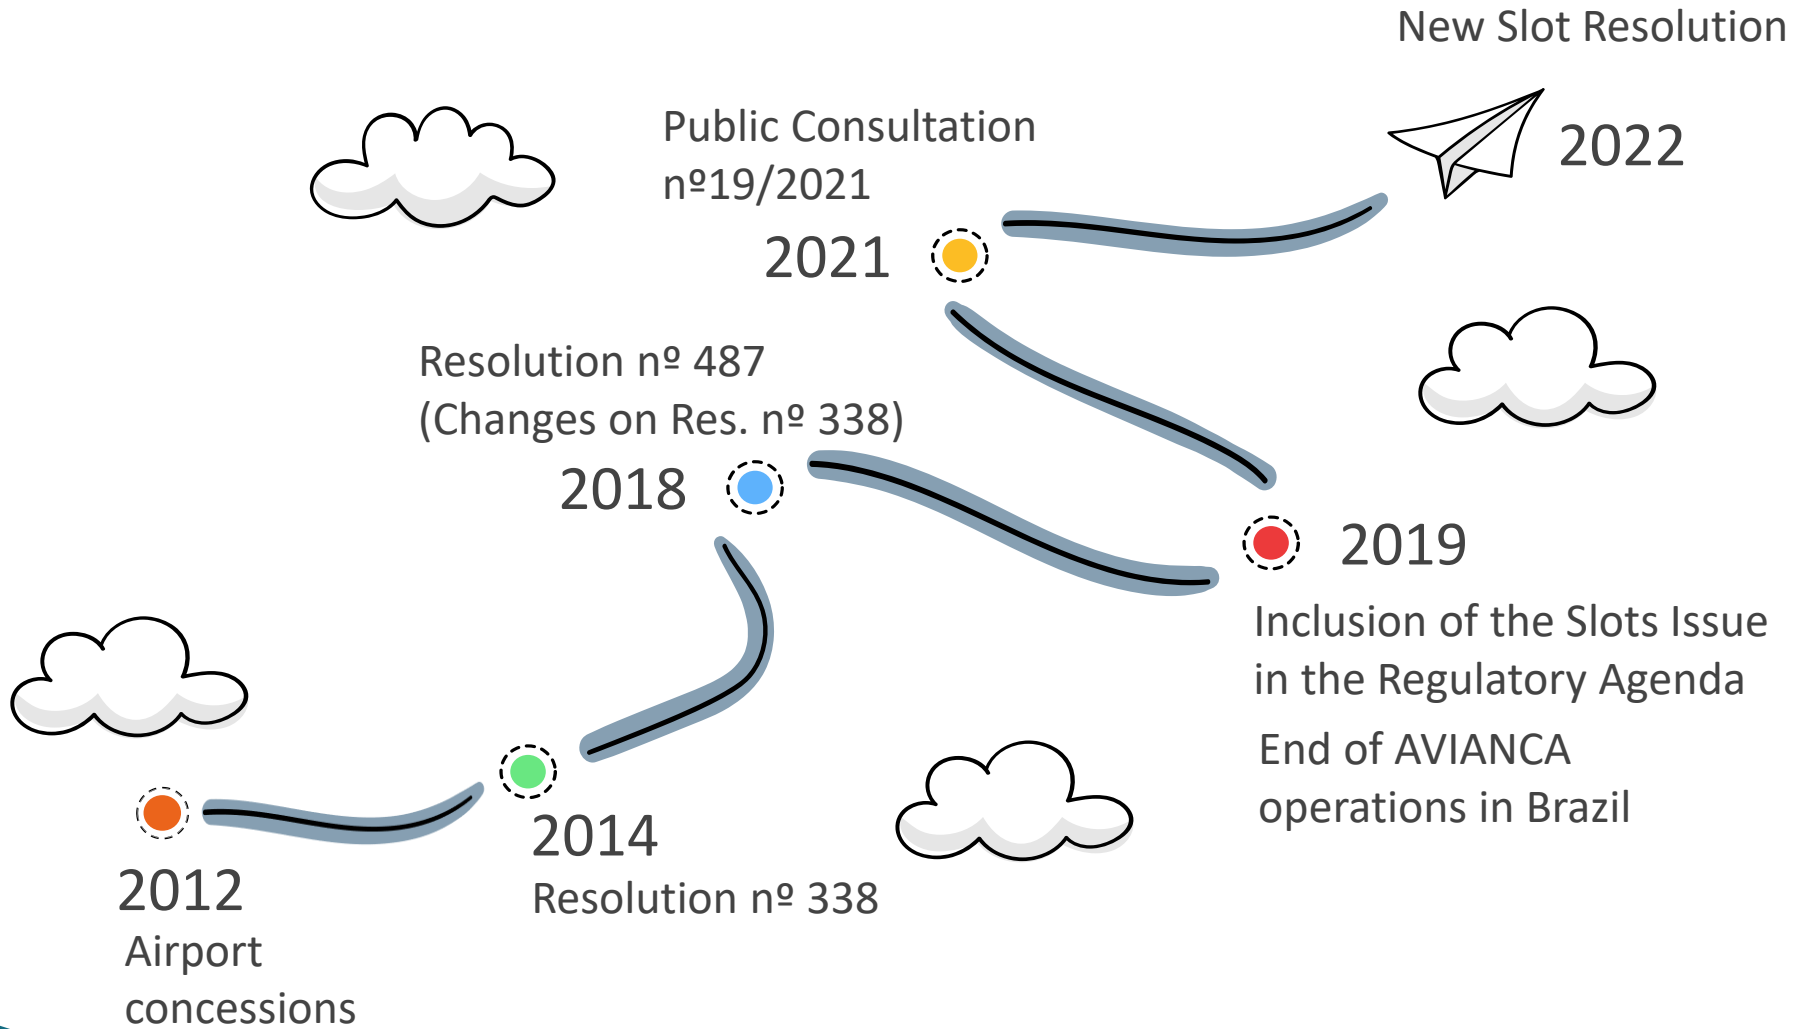 New Slot Resolution
2022
Public Consultation
nº19/2021
2021
Resolution nº 487
(Changes on Res. nº 338)
2018
2019
Inclusion of the Slots Issue
in the Regulatory Agenda
End of AVIANCA
operations in Brazil
2014
Resolution nº 338
2012
Airport
concessions